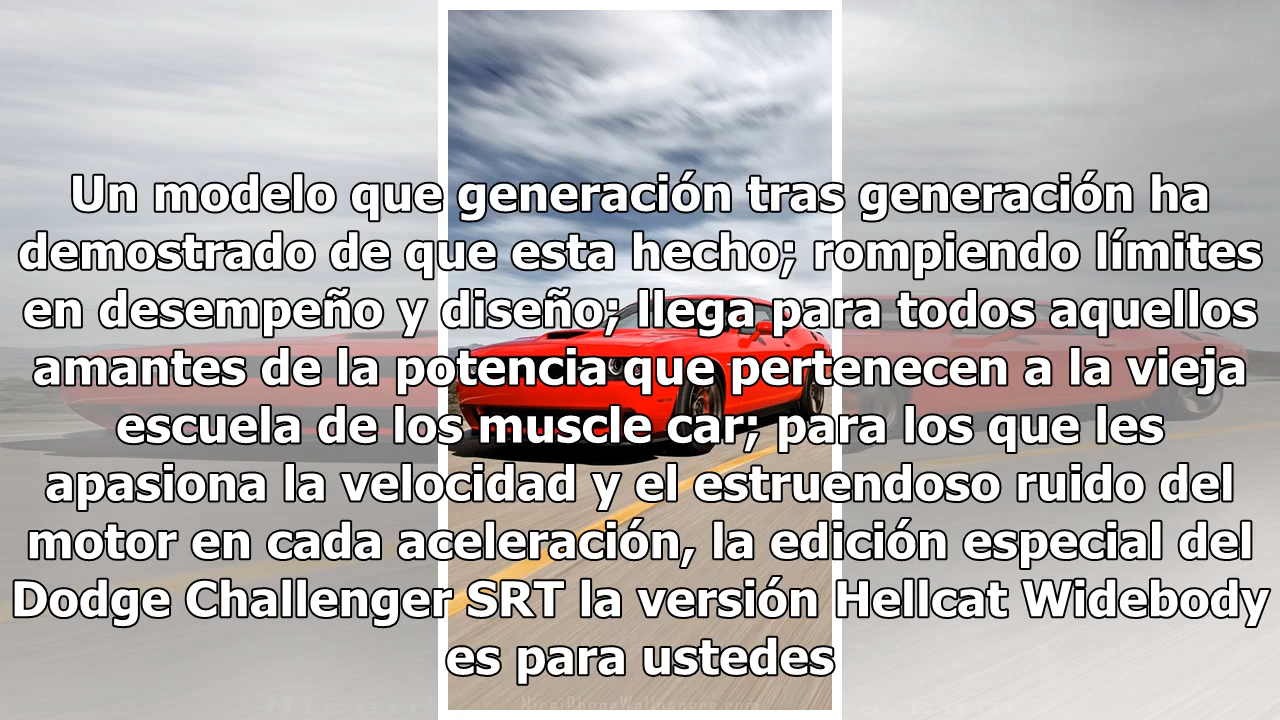 Un modelo que generación tras generación ha
demostrado de que esta hecho; rompiendo límites
en desempeño y diseño; llega para todos aquellos
amantes de la potencia que pertenecen a la vieja
escuela de los muscle car; para los que les
apasiona la velocidad y el estruendoso ruido del
motor en cada aceleración, la edición especial del
Dodge Challenger SRT la versión Hellcat Widebody
es para ustedes
NiceiPhoneWallpapers.com